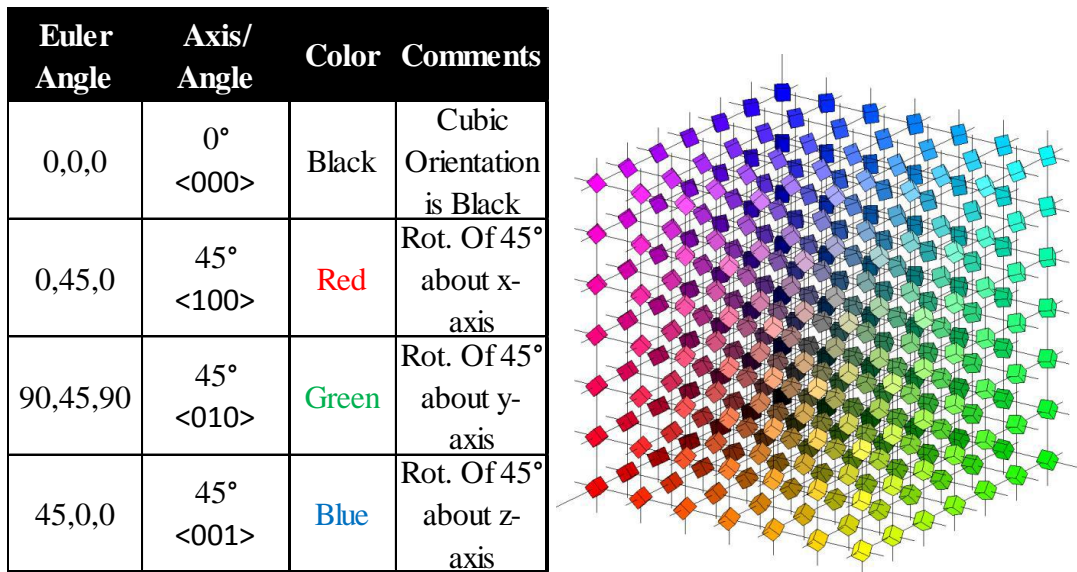 Euler Angle Axis/ Angle Color Comments
0,0,0 0° <000> Black Cubic Orientation is Black
0,45,0 45° <100> Red Rot. Of 45° about x-axis
90,45,90 45° <010> Green Rot. Of 45° about y-axis
45,0,0 45° <001> Blue Rot. Of 45° about z-axis